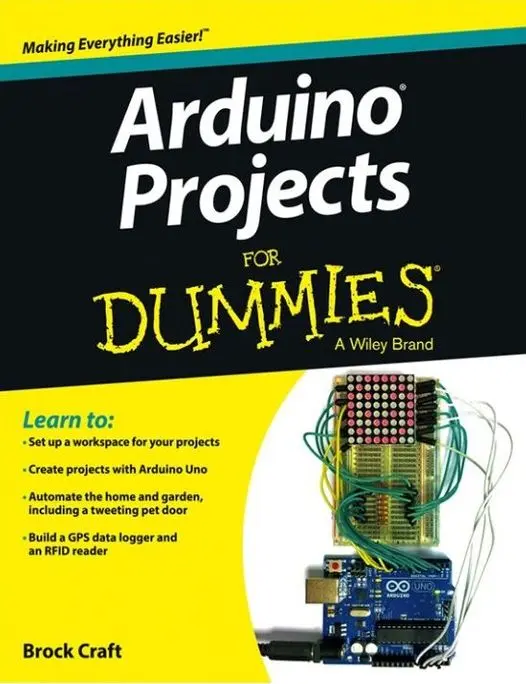 Making Everything Easier!™
Arduino®
Projects
FOR
DUMMIES®
A Wiley Brand
Learn to:
• Set up a workspace for your projects
• Create projects with Arduino Uno
• Automate the home and garden,
including a tweeting pet door
• Build a GPS data logger and
an RFID reader
UNO
ARDUINO
Brock Craft